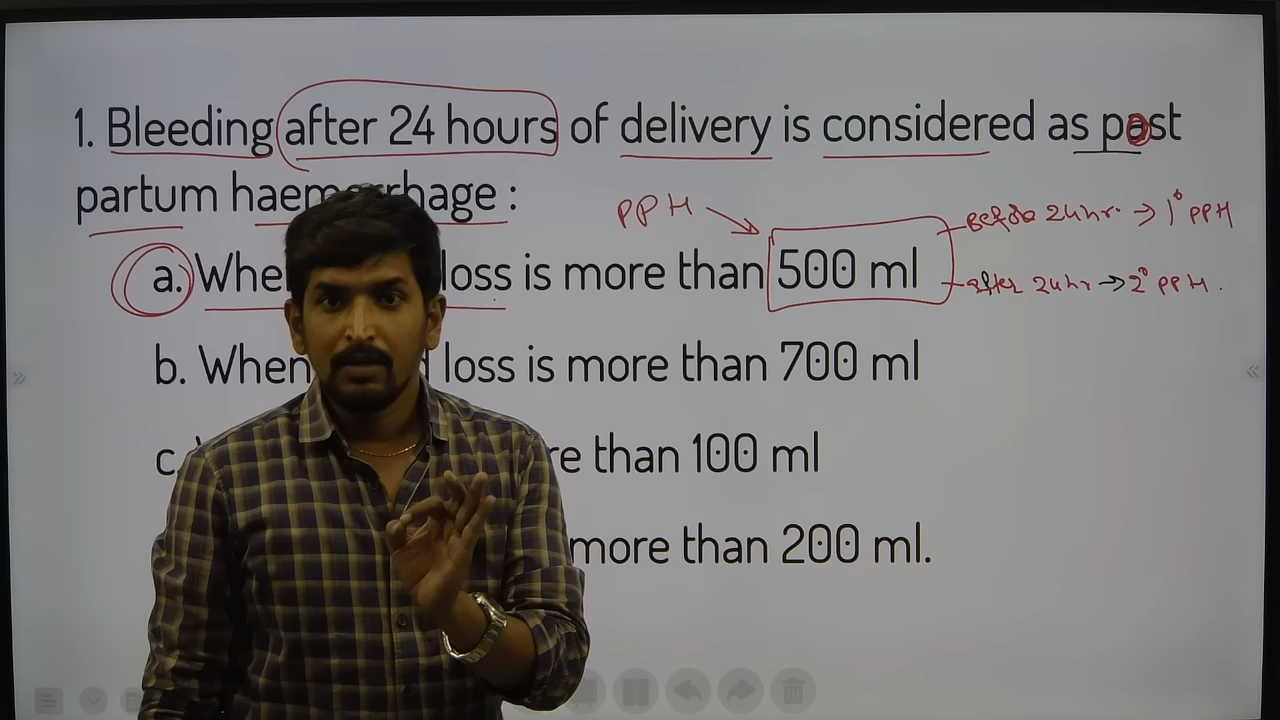 1. Bleeding after 24 hours of delivery is considered as past
partum haemorrhage :
PPH
Before 24hr. → 1° PPH
a. Whe loss is more than 500 ml
after 24hr → 2° PPH.
b. When loss is more than 700 ml
c. re than 100 ml
more than 200 ml.